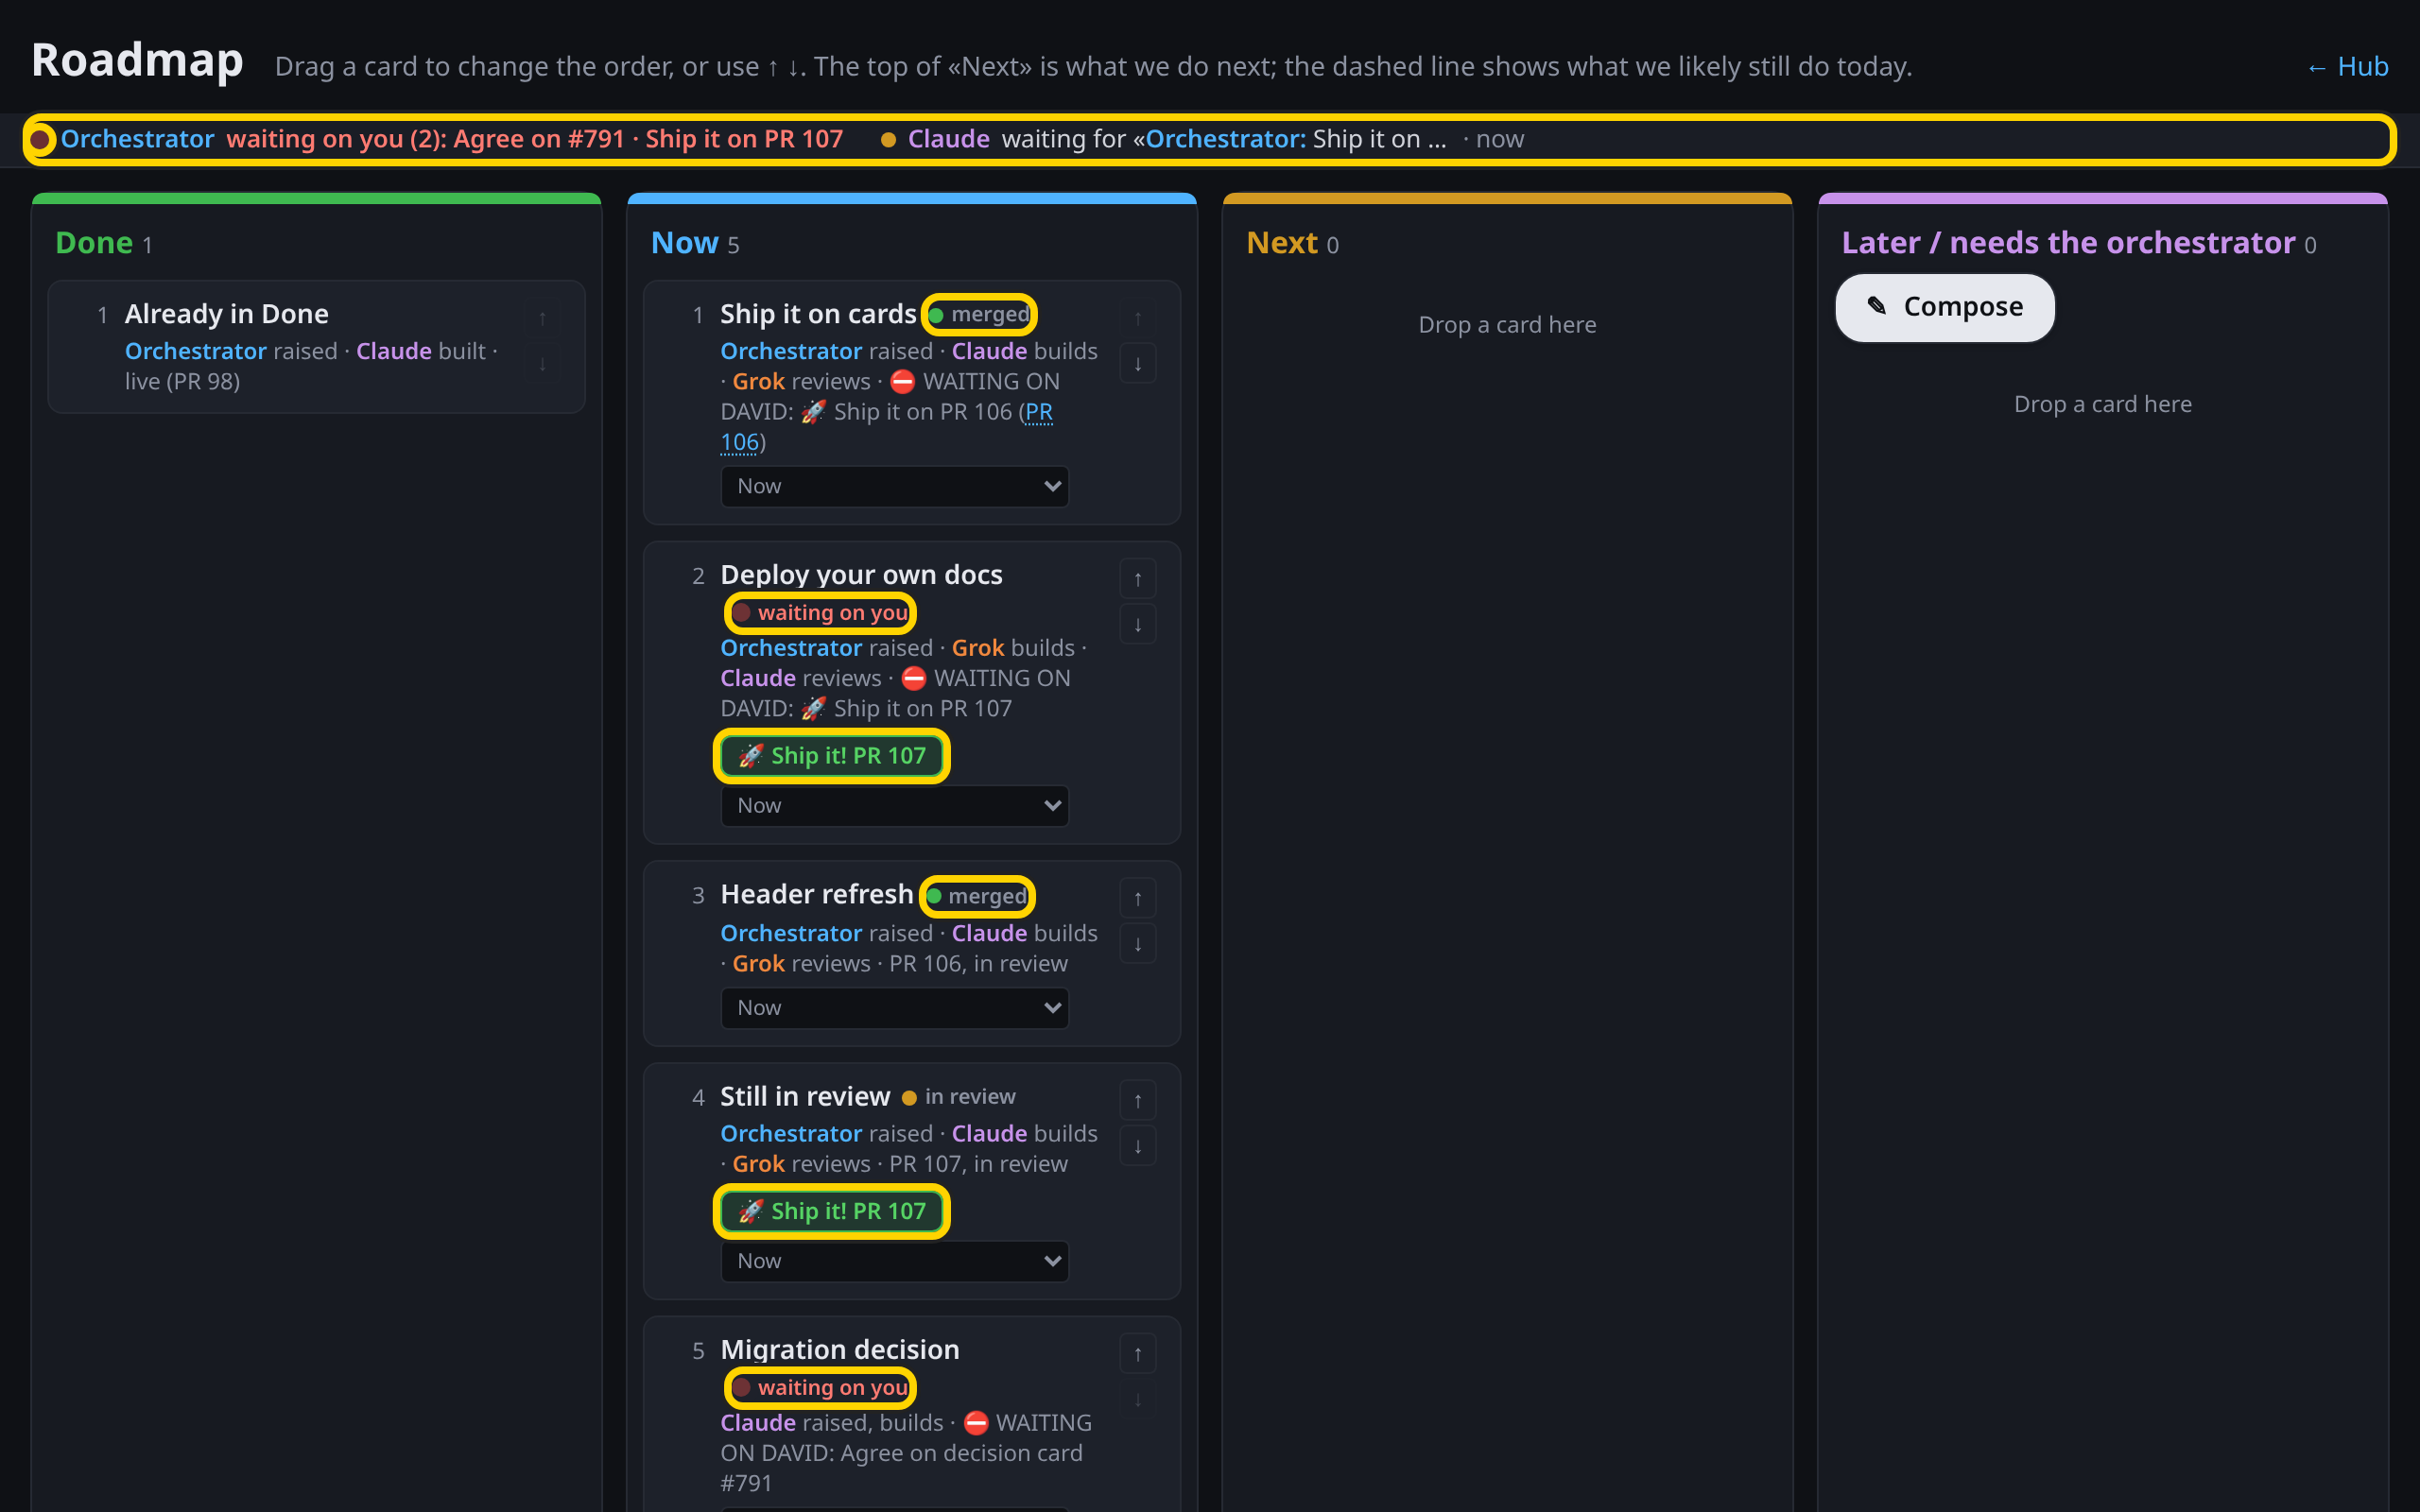 Roadmap Drag a card to change the order, or use ↑ ↓. The top of «Next» is what we do next; the dashed line shows what we likely still do today. ← Hub
Orchestrator waiting on you (2): Agree on #791 · Ship it on PR 107 Claude waiting for «Orchestrator: Ship it on ... · now
Done 1
1 Already in Done ↑
Orchestrator raised · Claude built · ↓
live (PR 98)
Now 5
1 Ship it on cards merged ↑
Orchestrator raised · Claude builds ↓
· Grok reviews · ⛔ WAITING ON
DAVID: 🚀 Ship it on PR 106 (PR
106)
Now
2 Deploy your own docs ↑
waiting on you ↓
Orchestrator raised · Grok builds ·
Claude reviews · ⛔ WAITING ON
DAVID: 🚀 Ship it on PR 107
🚀 Ship it! PR 107
Now
3 Header refresh merged ↑
Orchestrator raised · Claude builds ↓
· Grok reviews · PR 106, in review
Now
4 Still in review in review ↑
Orchestrator raised · Claude builds ↓
· Grok reviews · PR 107, in review
🚀 Ship it! PR 107
Now
5 Migration decision ↑
waiting on you ↓
Claude raised, builds · ⛔ WAITING
ON DAVID: Agree on decision card
#791
Next 0
Drop a card here
Later / needs the orchestrator 0
✎ Compose
Drop a card here